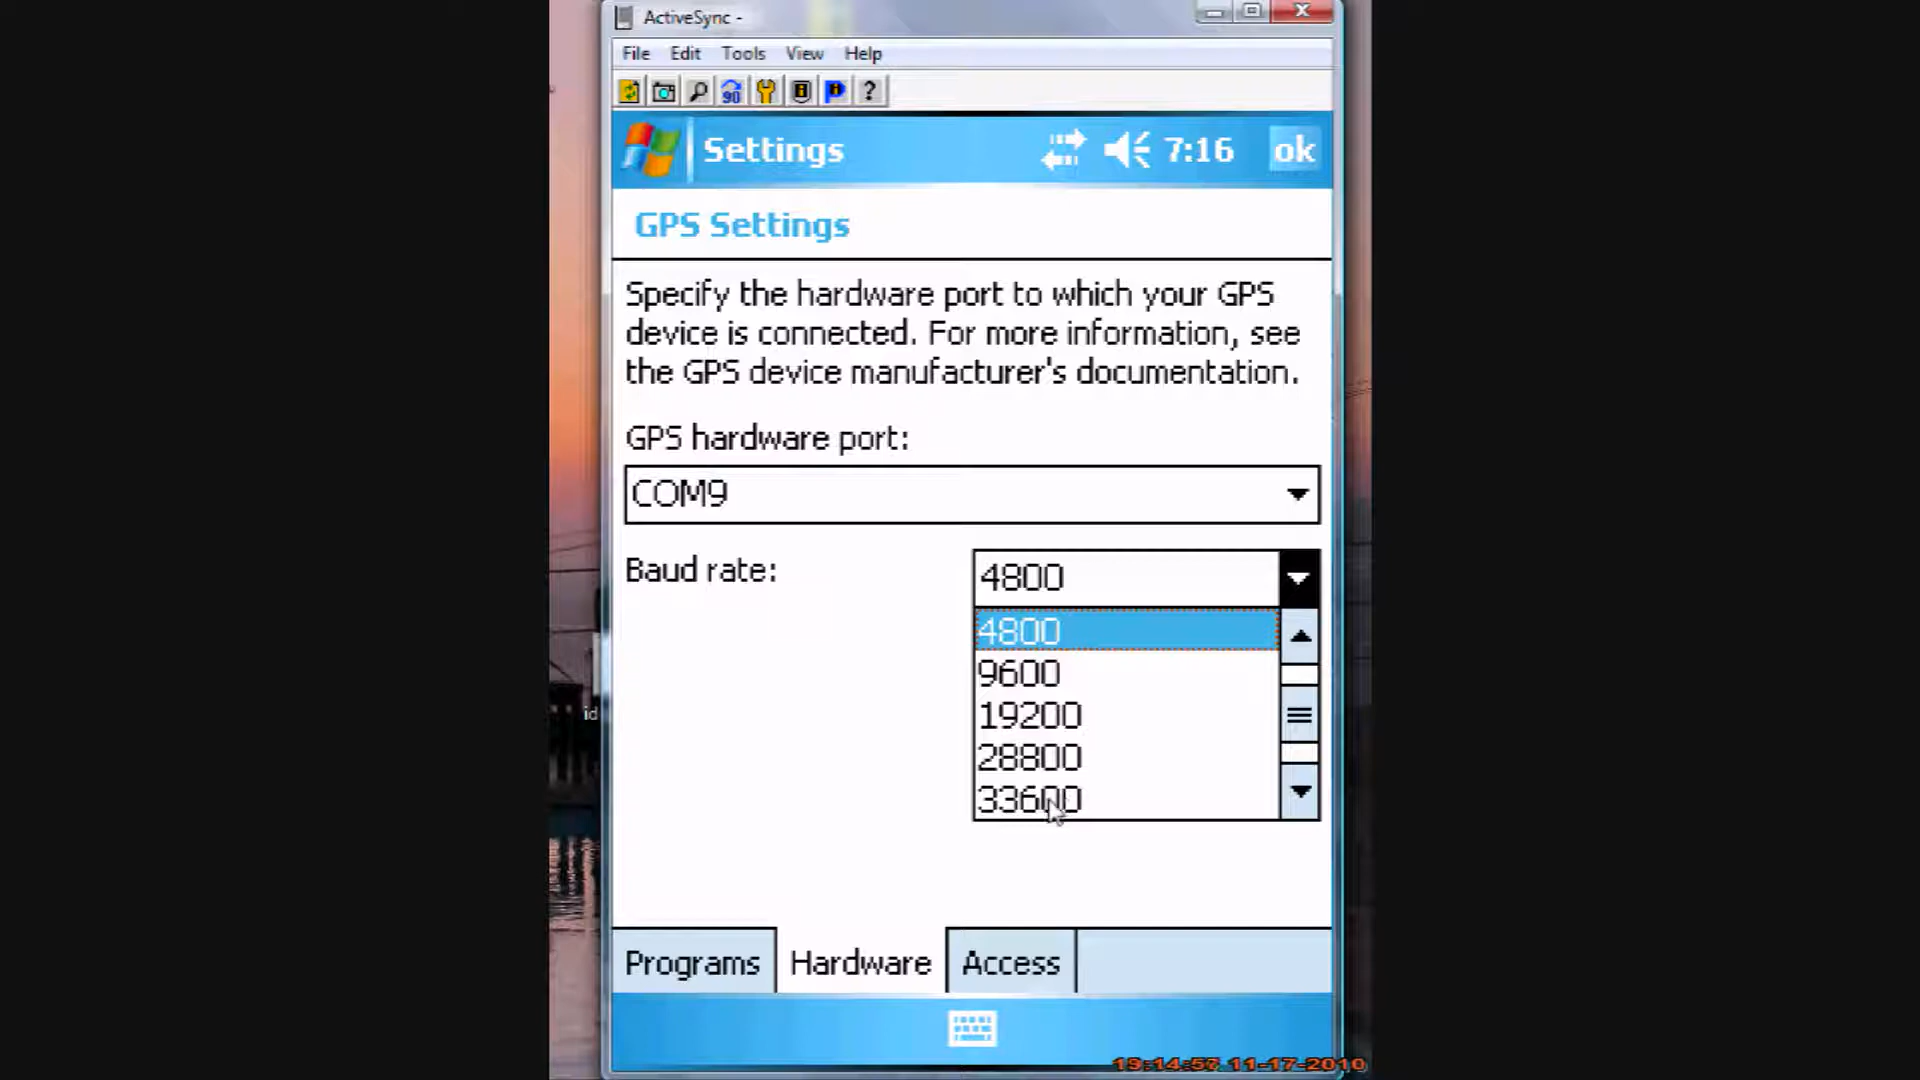 ActiveSync -
File Edit Tools View Help
90
?
Settings 7:16 ok
GPS Settings
Specify the hardware port to which your GPS
device is connected. For more information, see
the GPS device manufacturer's documentation.
GPS hardware port:
COM9
Baud rate: 4800
4800
9600
19200
28800
33600
id
Programs Hardware Access
19:14:57 11-17-2010